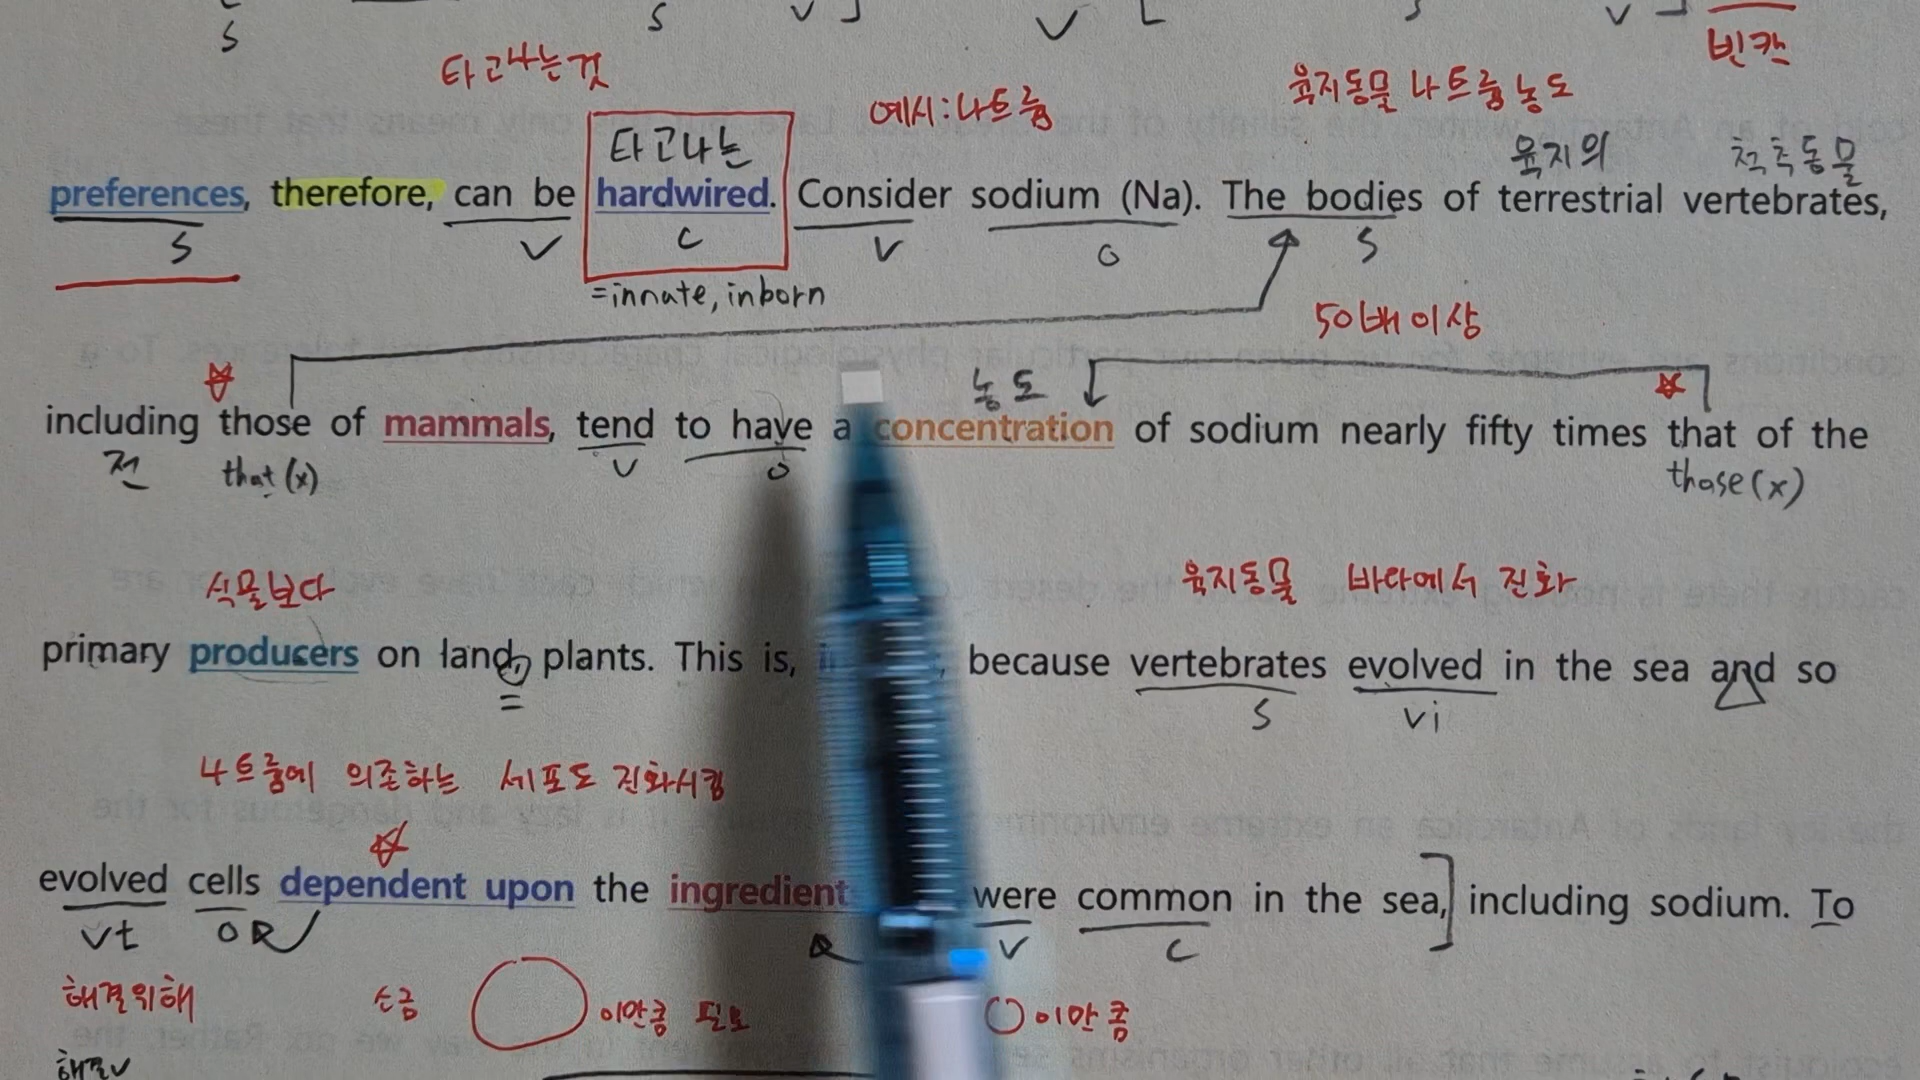 S S V ] V [ S V ]
타고나는것 예시:나트륨 육지동물 나트륨 농도 빈칸
타고나는 육지의 척추동물
preferences, therefore, can be hardwired. Consider sodium (Na). The bodies of terrestrial vertebrates,
S V C V O S
=innate, inborn 50배 이상
농도
including those of mammals, tend to have a concentration of sodium nearly fifty times that of the
전 that(x) V O those(x)
식물보다 육지동물 바다에서 진화
primary producers on land, plants. This is, because vertebrates evolved in the sea and so
S Vi
나트륨에 의존하는 세포도 진화시킴
evolved cells dependent upon the ingredient were common in the sea, including sodium. To
Vt O V C
해결위해 소금 이만큼 필요 이만큼
해결